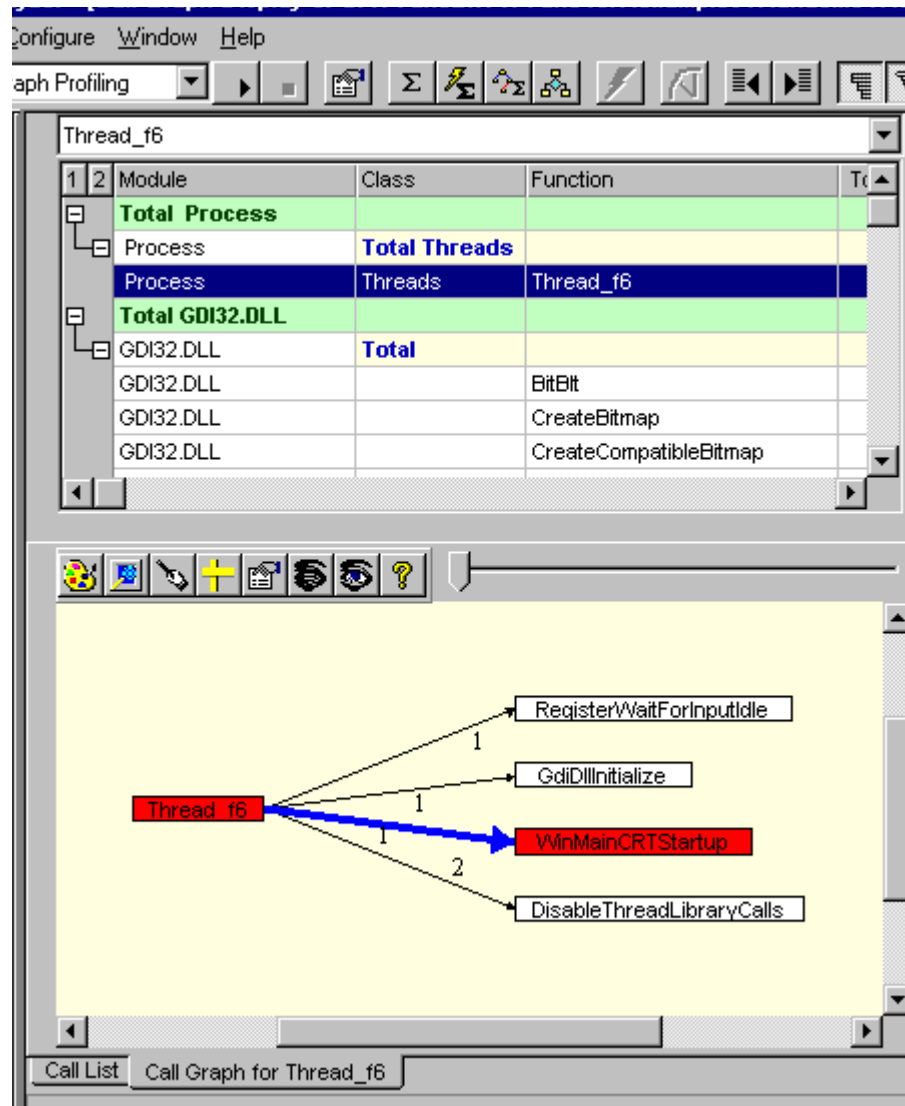 Configure Window Help
aph Profiling
Thread_f6
1 2 Module Class Function
Total Process
Process Total Threads
Process Threads Thread_f6
Total GDI32.DLL
GDI32.DLL Total
GDI32.DLL BitBlt
GDI32.DLL CreateBitmap
GDI32.DLL CreateCompatibleBitmap
RegisterWaitForInputIdle
1
GdiDllInitialize
1
Thread_f6
1
WinMainCRTStartup
2
DisableThreadLibraryCalls
Call List Call Graph for Thread_f6